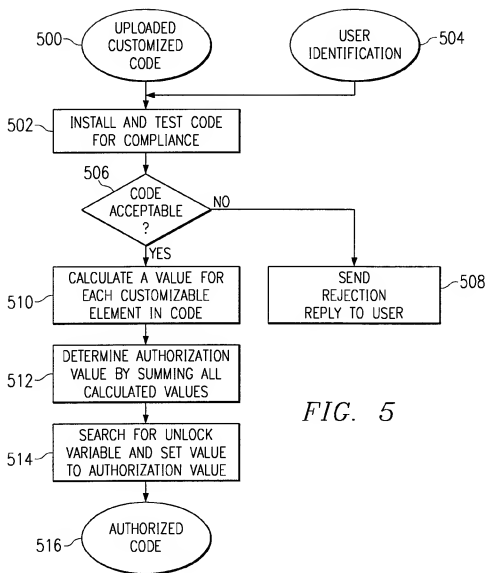 500
UPLOADED
CUSTOMIZED
CODE
USER
IDENTIFICATION
504
502
INSTALL AND TEST CODE
FOR COMPLIANCE
506
CODE
ACCEPTABLE
?
NO
YES
510
CALCULATE A VALUE FOR
EACH CUSTOMIZABLE
ELEMENT IN CODE
SEND
REJECTION
REPLY TO USER
508
512
DETERMINE AUTHORIZATION
VALUE BY SUMMING ALL
CALCULATED VALUES
FIG. 5
514
SEARCH FOR UNLOCK
VARIABLE AND SET VALUE
TO AUTHORIZATION VALUE
516
AUTHORIZED
CODE